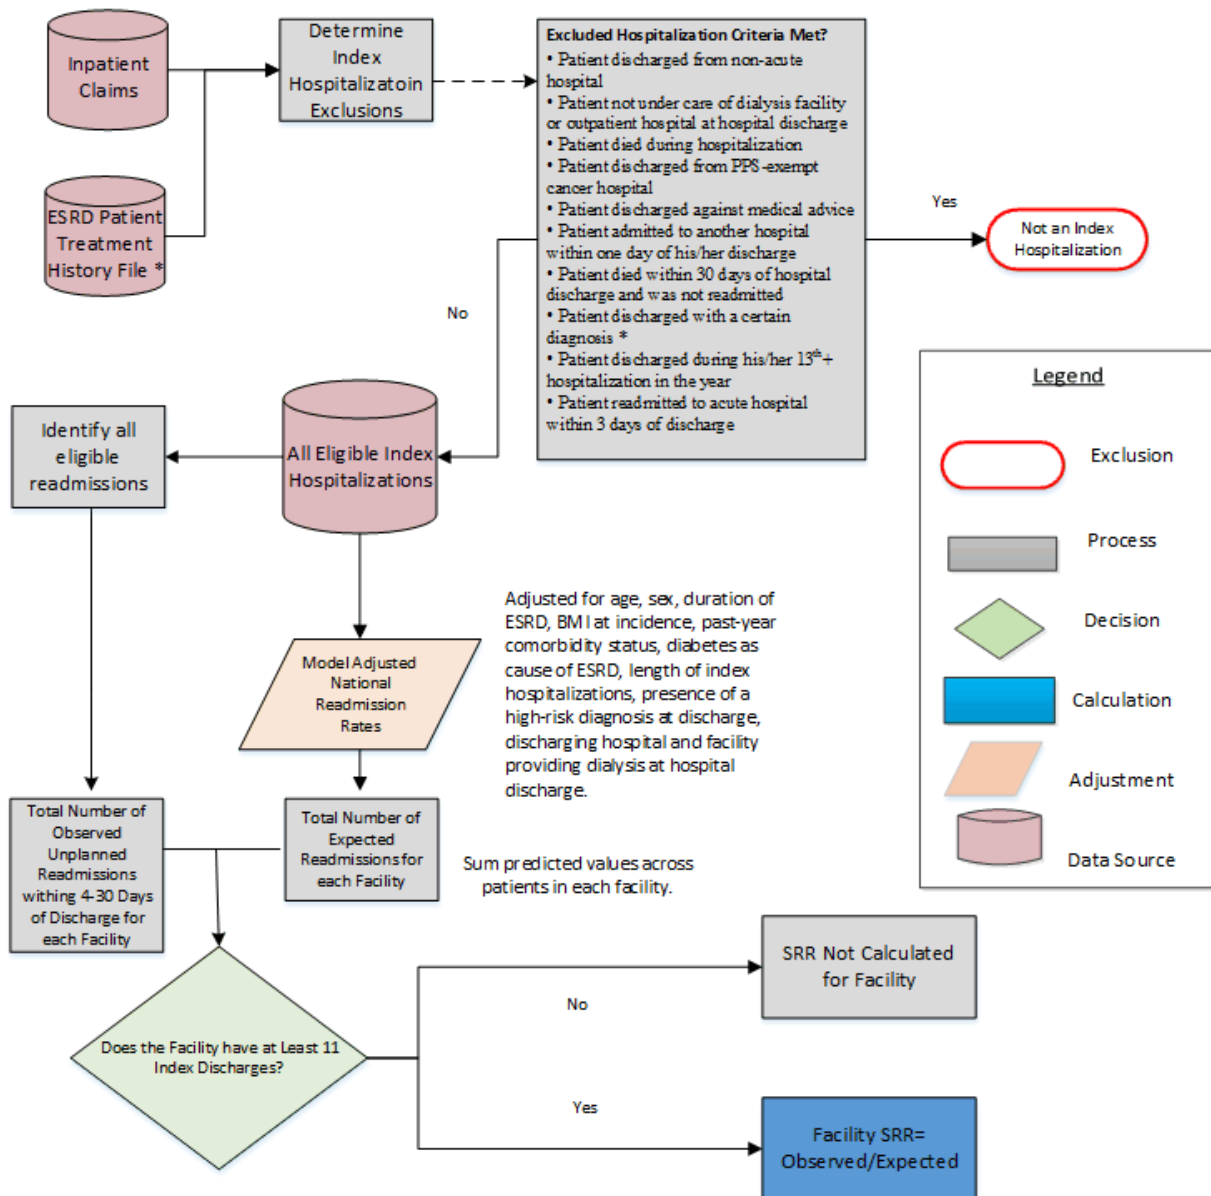 Inpatient
Claims
Determine
Index
Hospitalizatoin
Exclusions
Excluded Hospitalization Criteria Met?
• Patient discharged from non-acute
hospital
• Patient not under care of dialysis facility
or outpatient hospital at hospital discharge
• Patient died during hospitalization
• Patient discharged from PPS-exempt
cancer hospital
• Patient discharged against medical advice
• Patient admitted to another hospital
within one day of his/her discharge
• Patient died within 30 days of hospital
discharge and was not readmitted
• Patient discharged with a certain
diagnosis *
• Patient discharged during his/her 13th+
hospitalization in the year
• Patient readmitted to acute hospital
within 3 days of discharge
Yes
Not an Index
Hospitalization
ESRD Patient
Treatment
History File *
No
Identify all
eligible
readmissions
All Eligible Index
Hospitalizations
Legend
Exclusion
Process
Decision
Calculation
Adjustment
Data Source
Model Adjusted
National
Readmission
Rates
Adjusted for age, sex, duration of
ESRD, BMI at incidence, past-year
comorbidity status, diabetes as
cause of ESRD, length of index
hospitalizations, presence of a
high-risk diagnosis at discharge,
discharging hospital and facility
providing dialysis at hospital
discharge.
Total Number of
Observed
Unplanned
Readmissions
withing 4-30 Days
of Discharge for
each Facility
Total Number of
Expected
Readmissions for
each Facility
Sum predicted values across
patients in each facility.
Does the Facility have at Least 11
Index Discharges?
No
SRR Not Calculated
for Facility
Yes
Facility SRR=
Observed/Expected